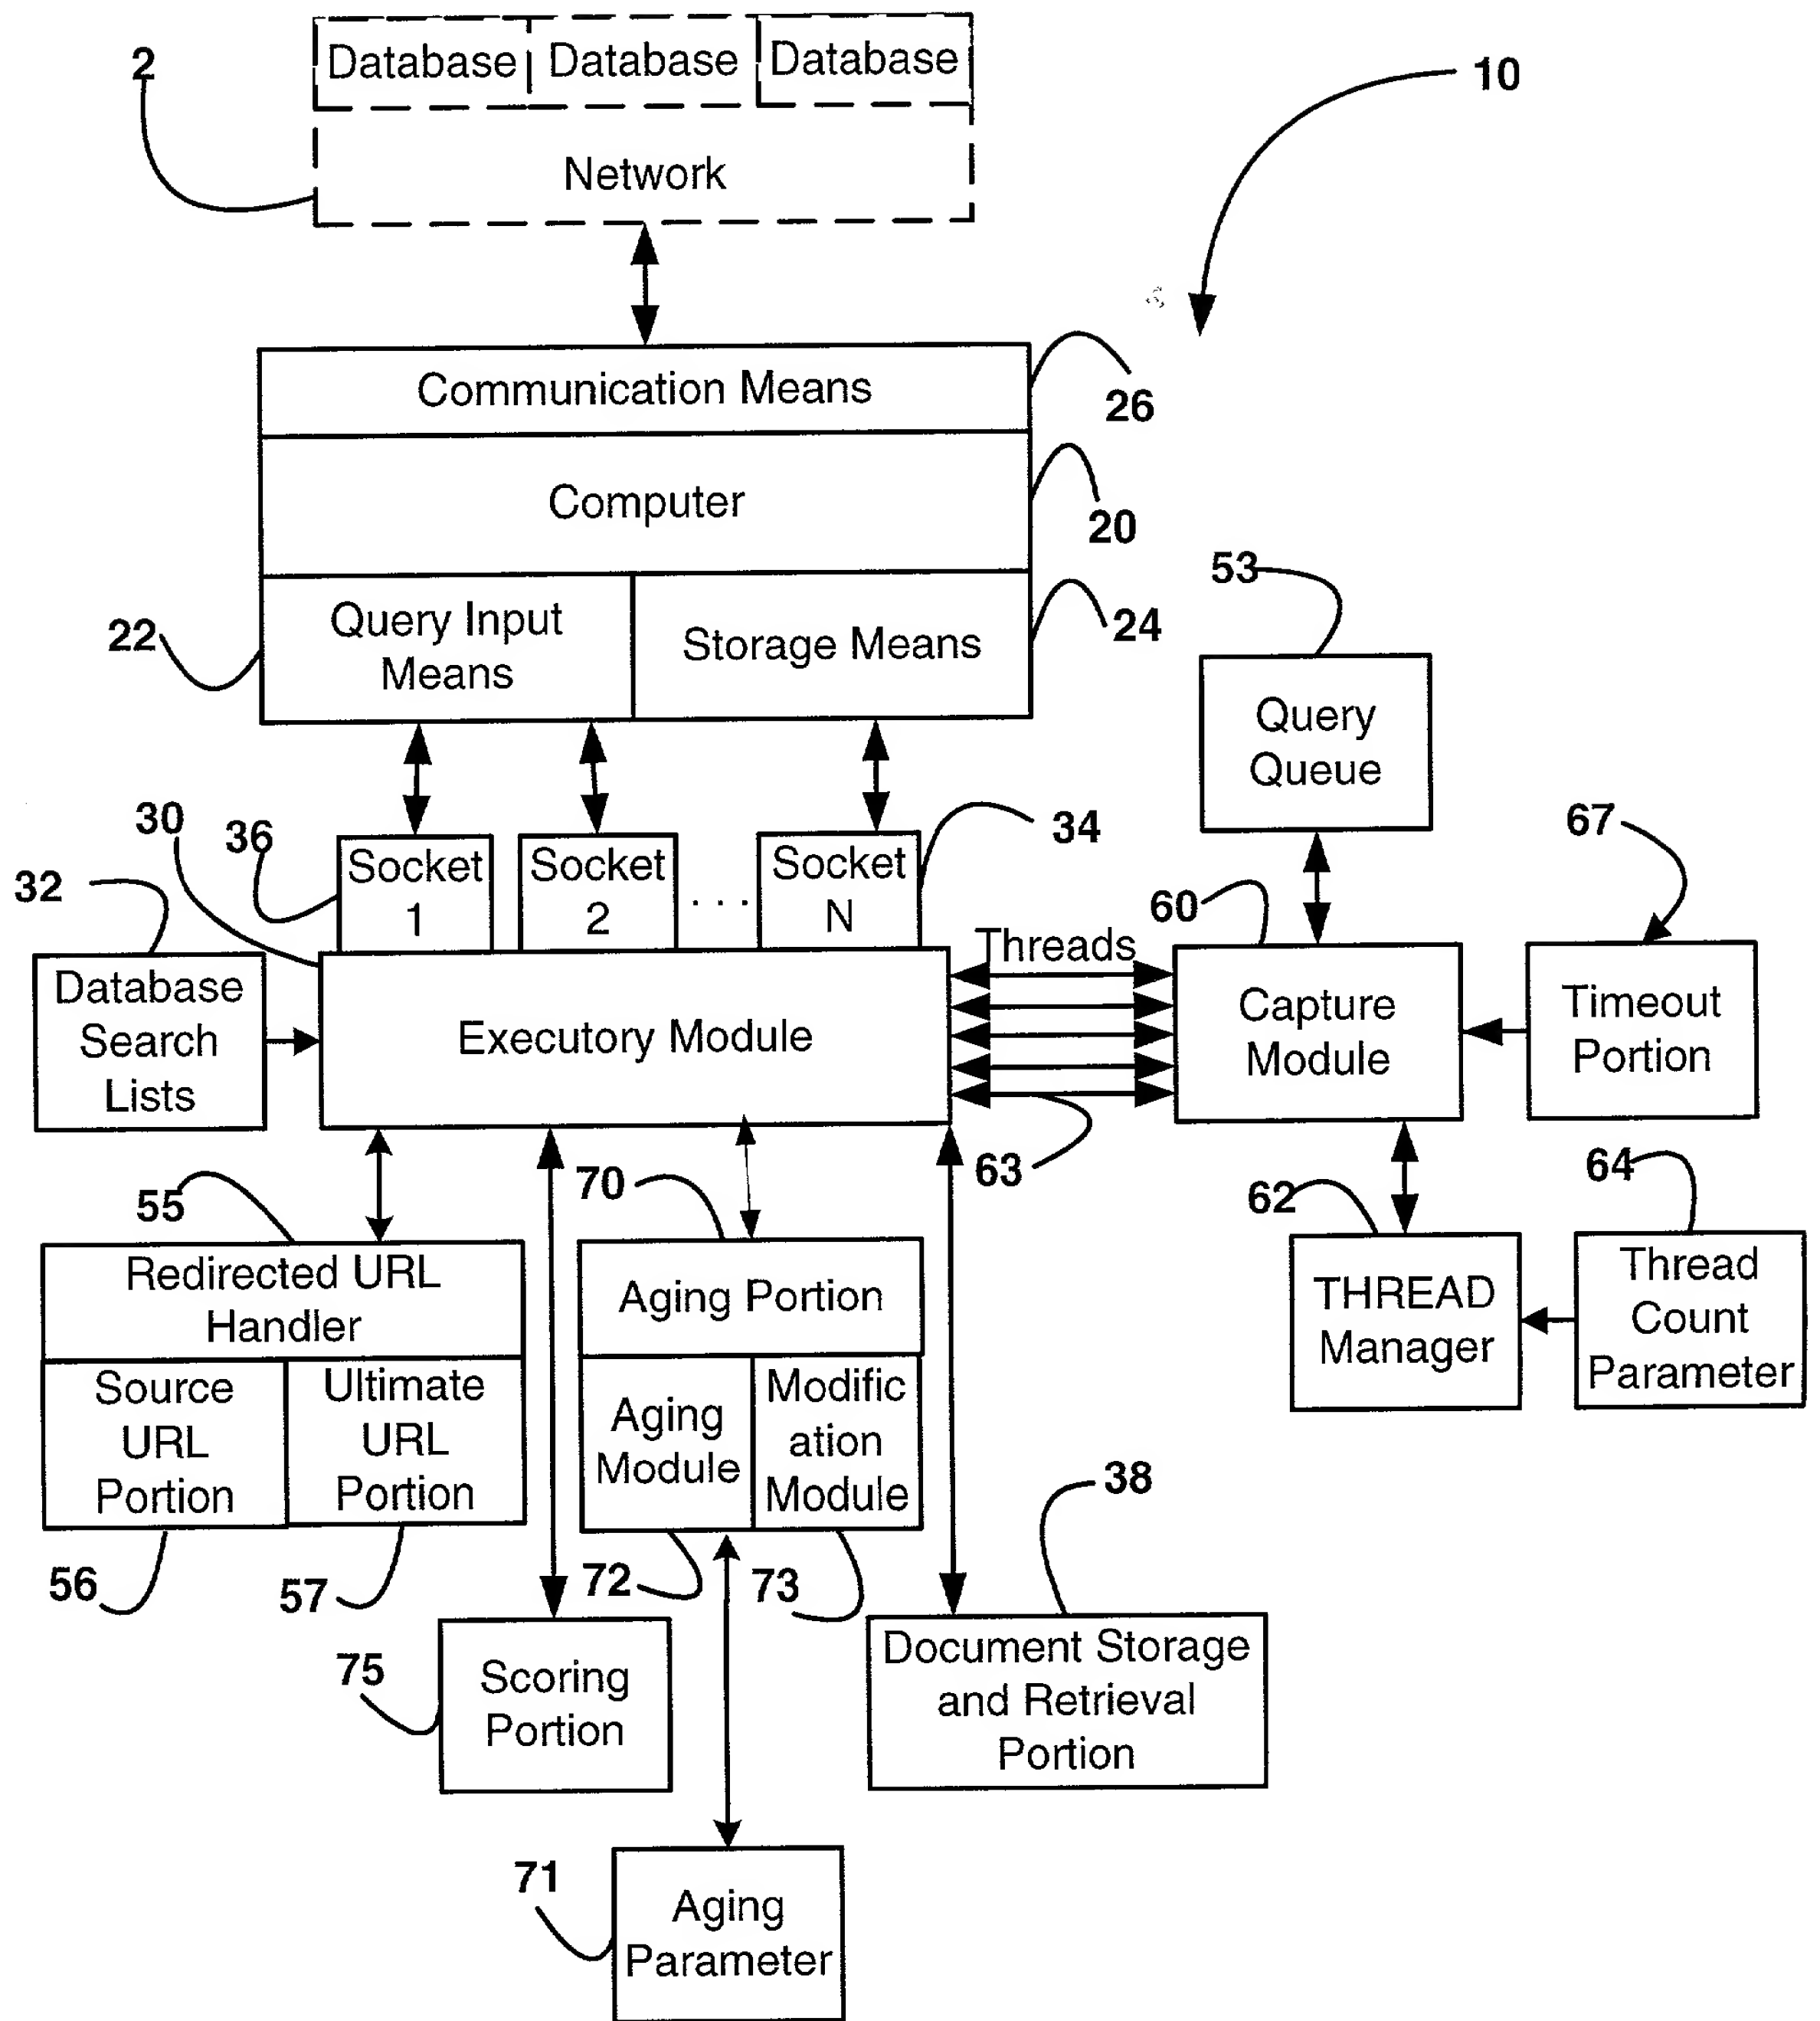 2
Database
Database
Database
10
Network
Communication Means
26
Computer
20
53
22
Query Input
Means
Storage Means
24
Query
Queue
30
36
34
67
32
Socket
1
Socket
2
. . .
Socket
N
60
Threads
Database
Search
Lists
Executory Module
Capture
Module
Timeout
Portion
55
70
63
62
64
Redirected URL
Handler
Aging Portion
THREAD
Manager
Thread
Count
Parameter
Source
URL
Portion
Ultimate
URL
Portion
Aging
Module
Modific
ation
Module
38
56
57
72
73
75
Scoring
Portion
Document Storage
and Retrieval
Portion
71
Aging
Parameter